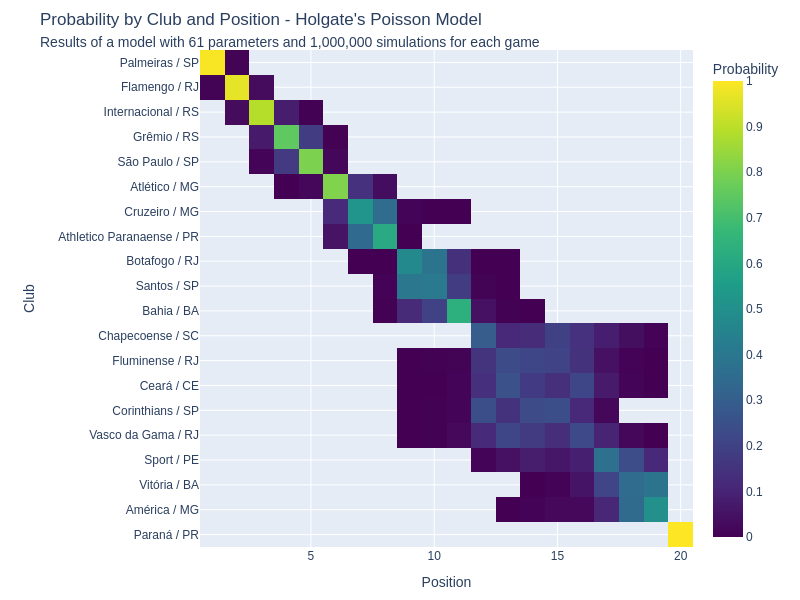 Probability by Club and Position - Holgate's Poisson Model
Results of a model with 61 parameters and 1,000,000 simulations for each game
Probability
Palmeiras / SP
Flamengo / RJ
Internacional / RS
Grêmio / RS
São Paulo / SP
Atlético / MG
Cruzeiro / MG
Athletico Paranaense / PR
Botafogo / RJ
Santos / SP
Bahia / BA
Chapecoense / SC
Fluminense / RJ
Ceará / CE
Corinthians / SP
Vasco da Gama / RJ
Sport / PE
Vitória / BA
América / MG
Paraná / PR
Club
5
10
15
20
Position
1
0.9
0.8
0.7
0.6
0.5
0.4
0.3
0.2
0.1
0